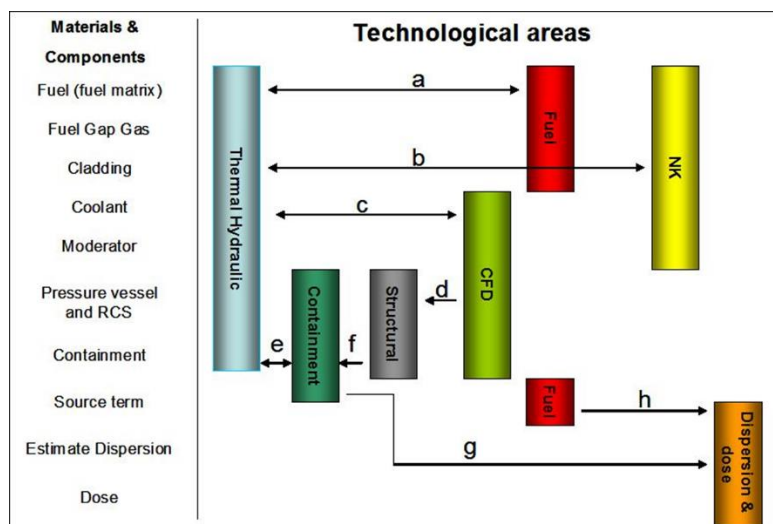 Materials &
Components
Technological areas
Fuel (fuel matrix)
Fuel Gap Gas
Cladding
Coolant
Moderator
Pressure vessel
and RCS
Containment
Source term
Estimate Dispersion
Dose
Thermal Hydraulic
Containment
Structural
CFD
Fuel
NK
Fuel
Dispersion &
dose
a
b
c
d
e
f
h
g